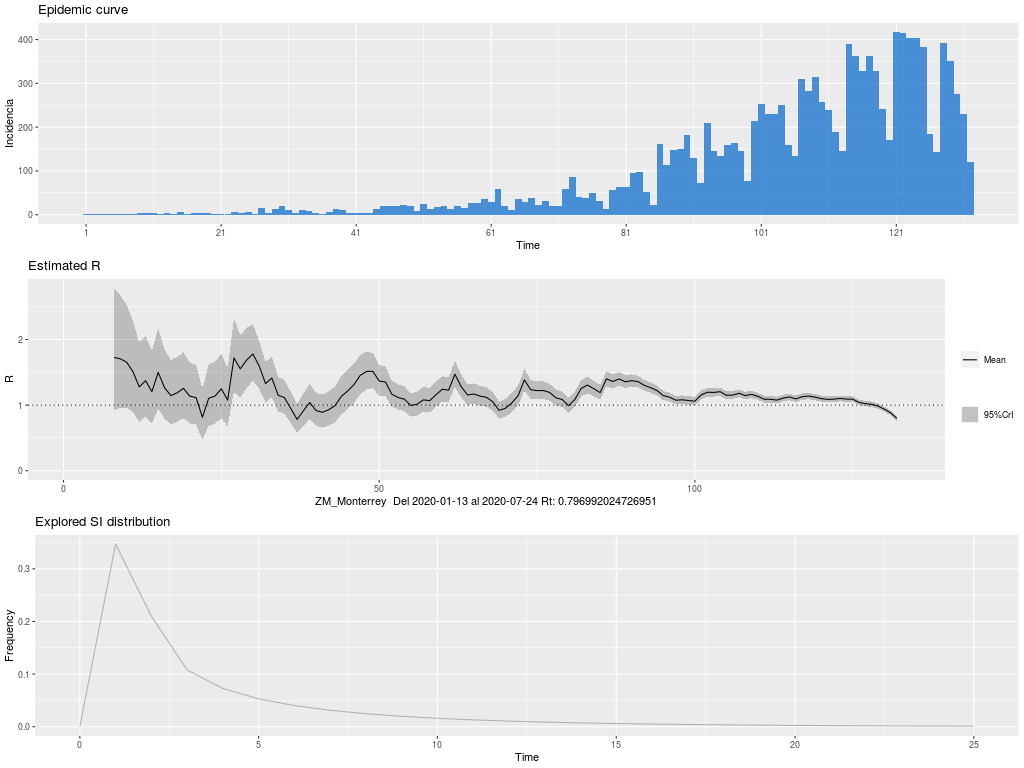 Epidemic curve
400
300
200
100
0
Incidencia
1 21 41 61 81 101 121
Time
Estimated R
2
1
0
R
0 50 100
ZM_Monterrey Del 2020-01-13 al 2020-07-24 Rt: 0.796992024726951
Mean
95%CrI
Explored SI distribution
0.3
0.2
0.1
0.0
Frequency
0 5 10 15 20 25
Time